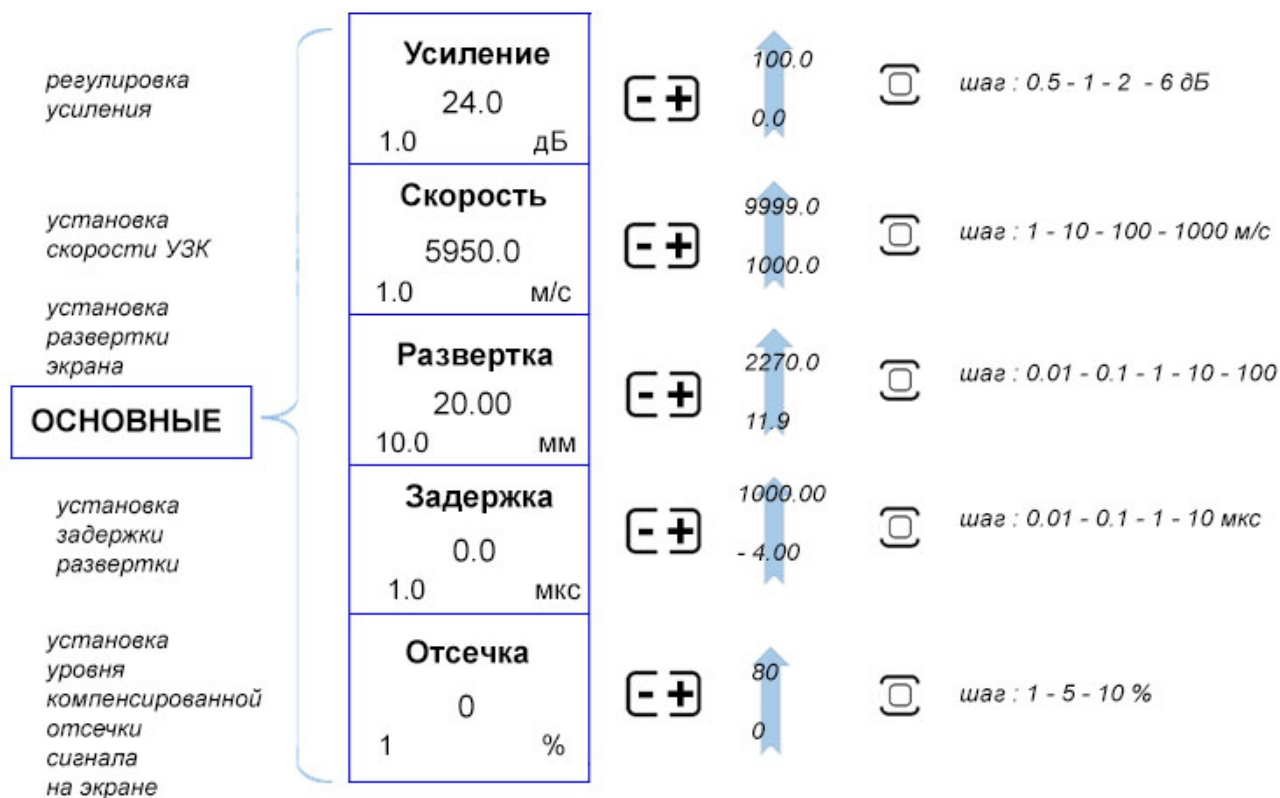 регулировка
усиления
Усиление
24.0
1.0 дБ
- +
100.0
0.0
шаг : 0.5 - 1 - 2 - 6 дБ
установка
скорости УЗК
Скорость
5950.0
1.0 м/с
- +
9999.0
1000.0
шаг : 1 - 10 - 100 - 1000 м/с
установка
развертки
экрана
Развертка
20.00
10.0 мм
- +
2270.0
11.9
шаг : 0.01 - 0.1 - 1 - 10 - 100
ОСНОВНЫЕ
установка
задержки
развертки
Задержка
0.0
1.0 мкс
- +
1000.00
- 4.00
шаг : 0.01 - 0.1 - 1 - 10 мкс
установка
уровня
компенсированной
отсечки
сигнала
на экране
Отсечка
0
1 %
- +
80
0
шаг : 1 - 5 - 10 %